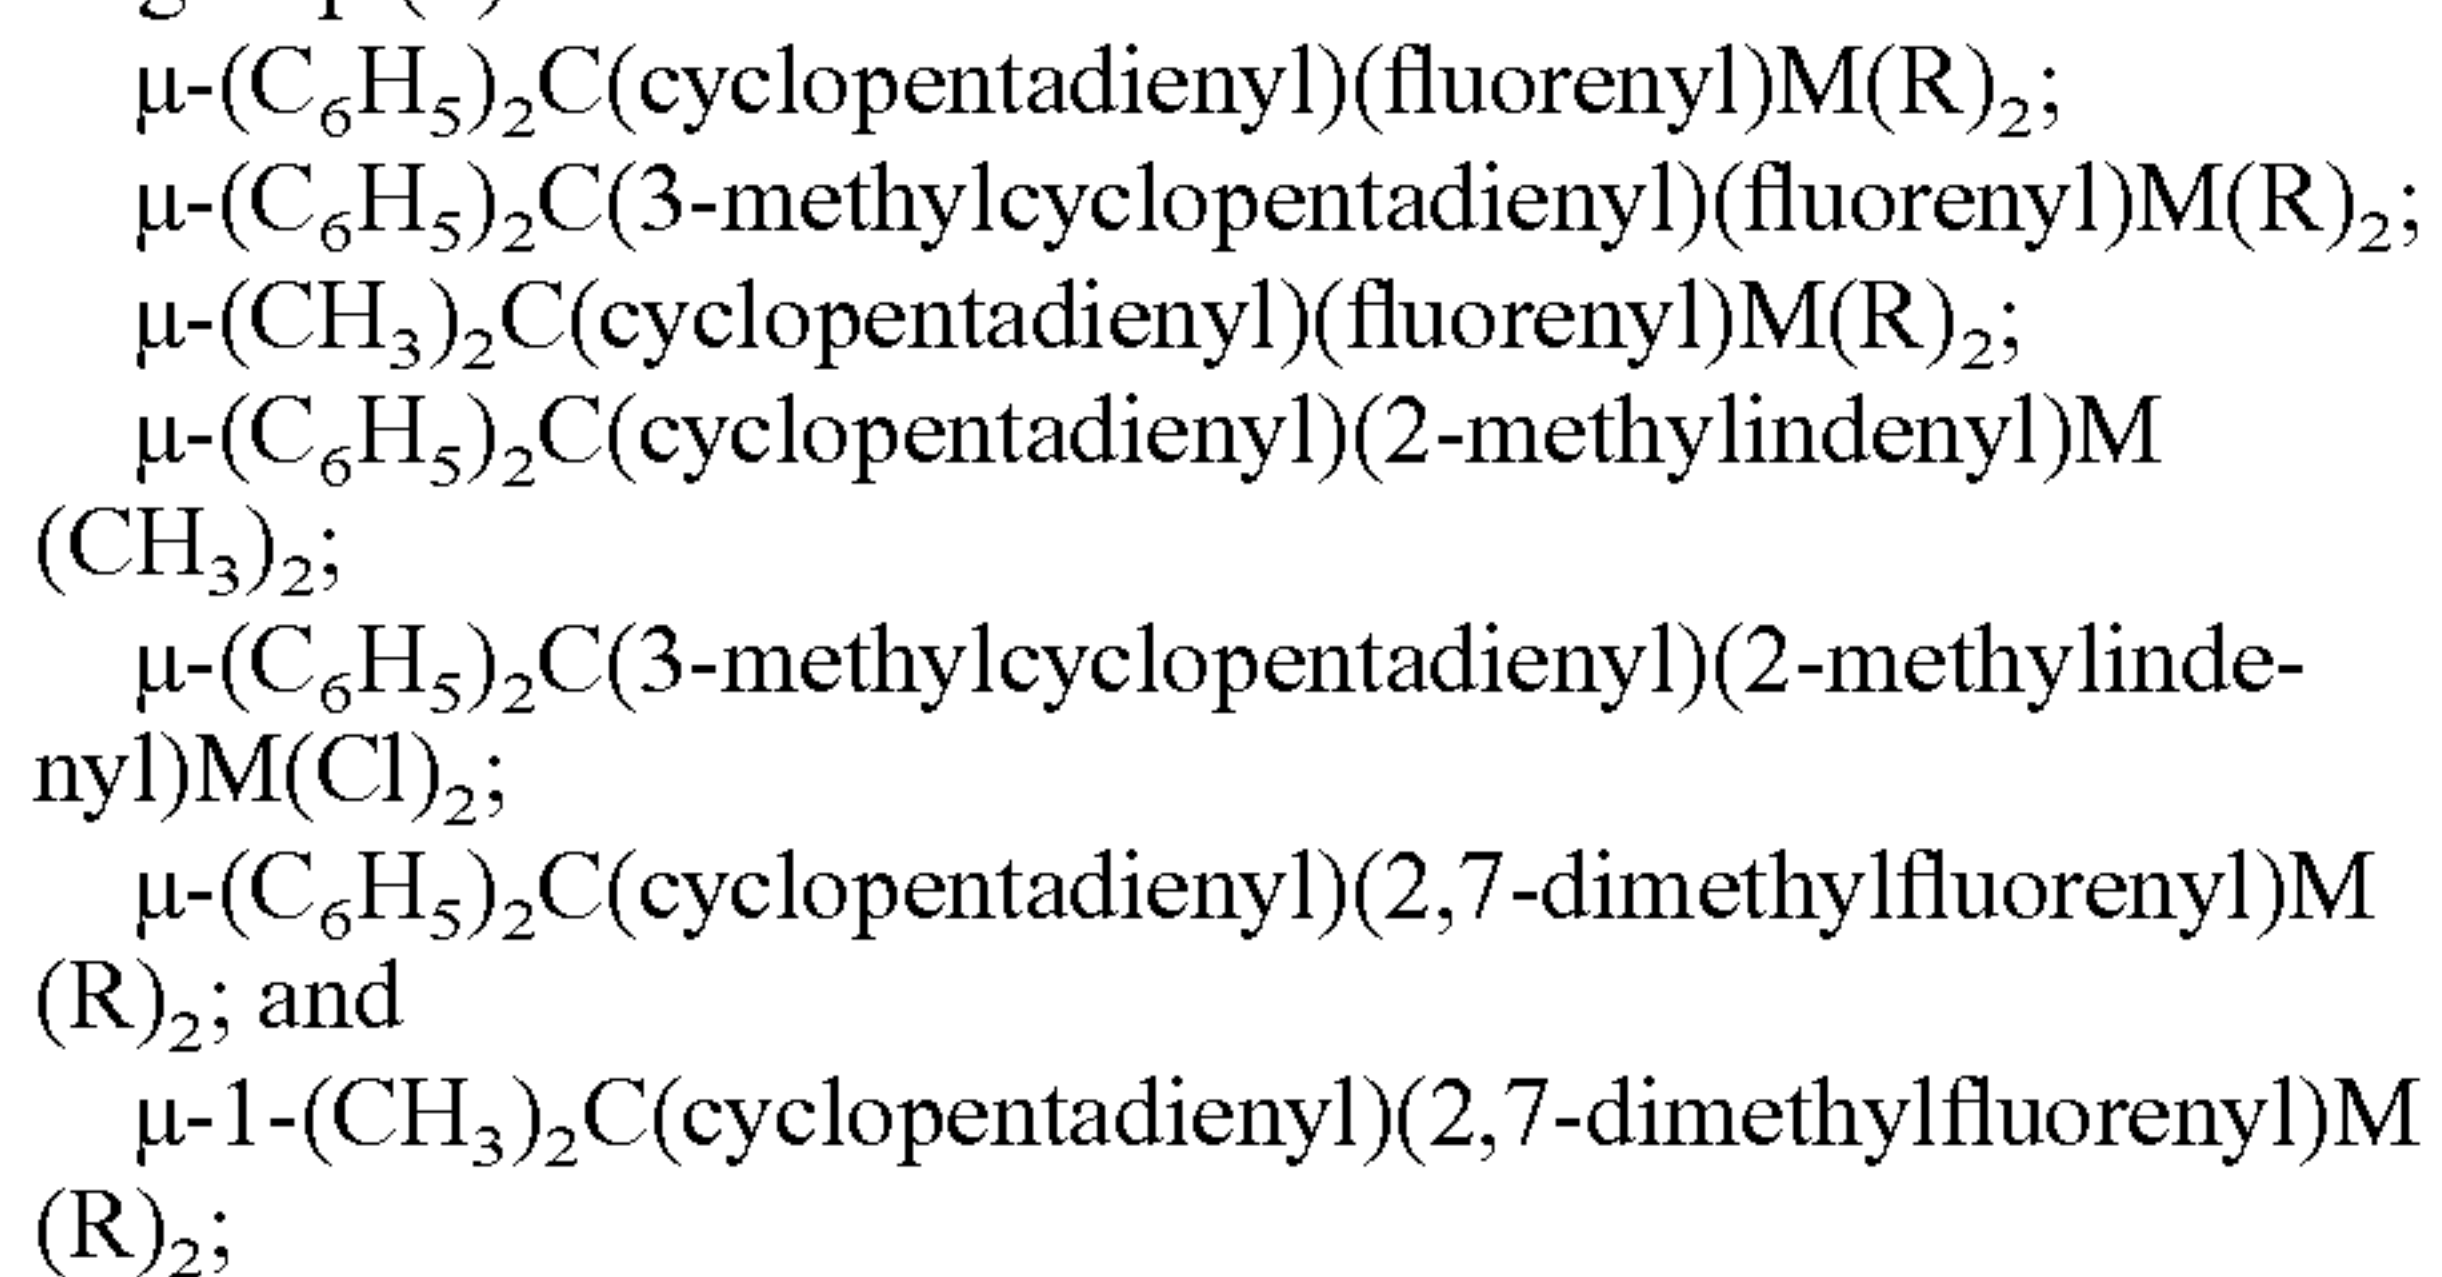 μ-(C₆H₅)₂C(cyclopentadienyl)(fluorenyl)M(R)₂;
μ-(C₆H₅)₂C(3-methylcyclopentadienyl)(fluorenyl)M(R)₂;
μ-(CH₃)₂C(cyclopentadienyl)(fluorenyl)M(R)₂;
μ-(C₆H₅)₂C(cyclopentadienyl)(2-methylindenyl)M
(CH₃)₂;
μ-(C₆H₅)₂C(3-methylcyclopentadienyl)(2-methylinde-
nyl)M(Cl)₂;
μ-(C₆H₅)₂C(cyclopentadienyl)(2,7-dimethylfluorenyl)M
(R)₂; and
μ-1-(CH₃)₂C(cyclopentadienyl)(2,7-dimethylfluorenyl)M
(R)₂;